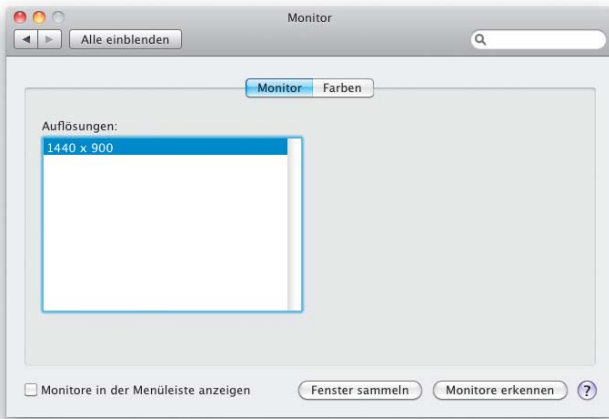 Monitor
Alle einblenden
Monitor Farben
Auflösungen:
1440 x 900
Monitore in der Menüleiste anzeigen Fenster sammeln Monitore erkennen ?